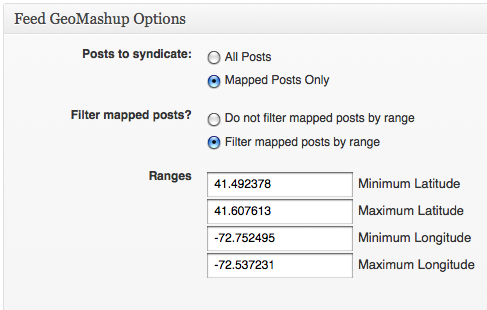 Feed GeoMashup Options
Posts to syndicate: All Posts
Mapped Posts Only
Filter mapped posts? Do not filter mapped posts by range
Filter mapped posts by range
Ranges 41.492378 Minimum Latitude
41.607613 Maximum Latitude
-72.752495 Minimum Longitude
-72.537231 Maximum Longitude